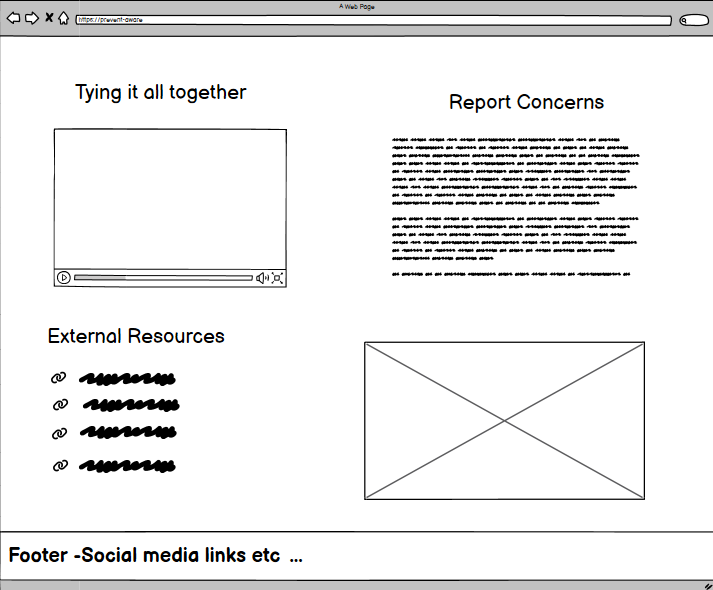 A Web Page
https://prevent-aware
Tying it all together
Report Concerns
External Resources
Footer -Social media links etc ...